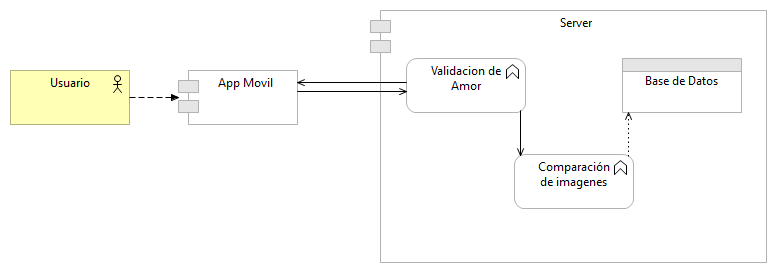 Server
Usuario
App Movil
Validacion de
Amor
Base de Datos
Comparación
de imagenes